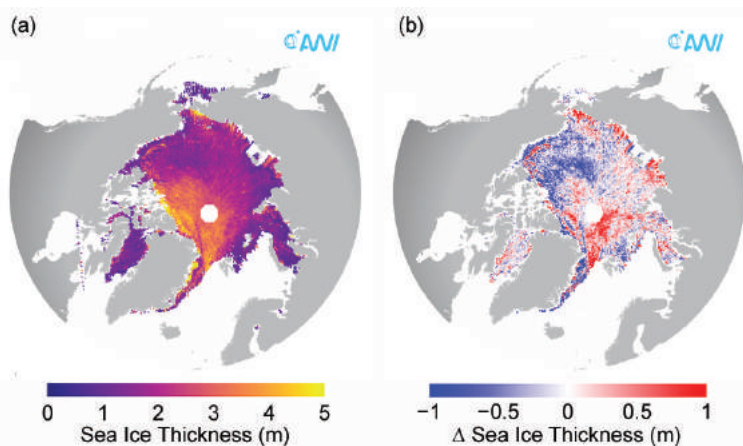 (a)
AWI
(b)
AWI
0 1 2 3 4 5
Sea Ice Thickness (m)
−1 −0.5 0 0.5 1
Δ Sea Ice Thickness (m)